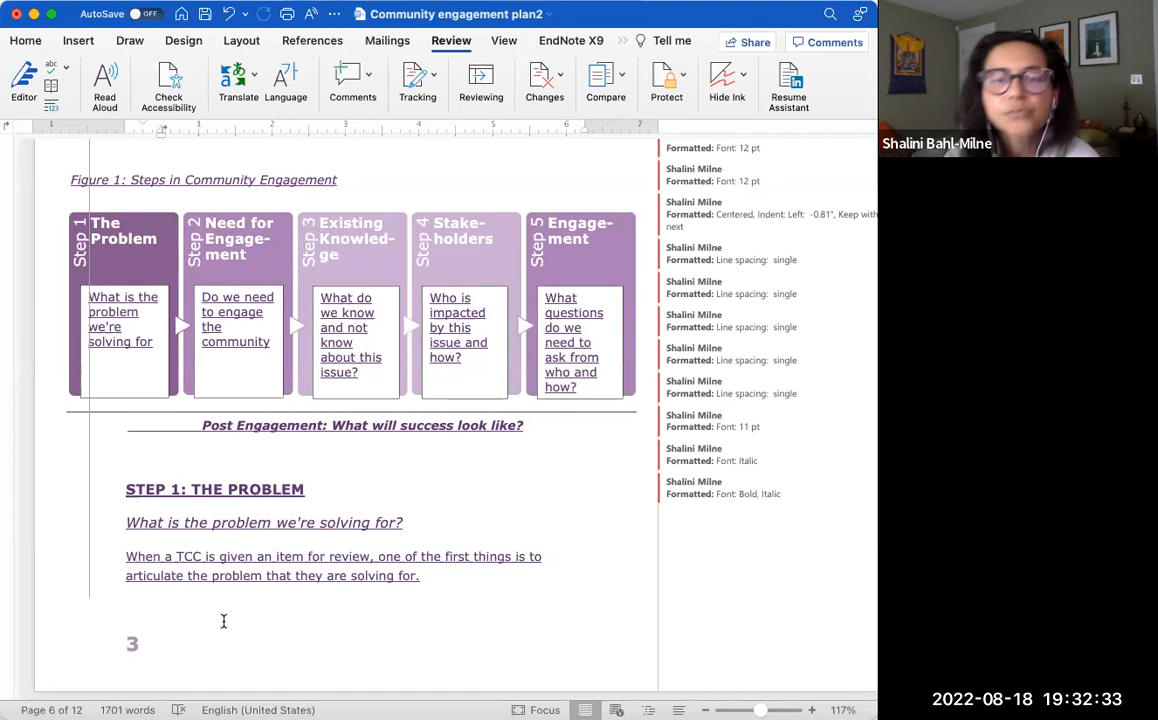 AutoSave OFF
Community engagement plan2
Home Insert Draw Design Layout References Mailings Review View EndNote X9 Tell me Share Comments
Editor
abc
123
Read Aloud
Check Accessibility
Translate
Language
Comments
Tracking
Reviewing
Changes
Compare
Protect
Hide Ink
Resume Assistant
1 1 2 3 4 5 6 7
Figure 1: Steps in Community Engagement
Step 1
The
Problem
What is the
problem
we're
solving for
Step 2
Need for
Engage-
ment
Do we need
to engage
the
community
Step 3
Existing
Knowled-
ge
What do
we know
and not
know
about this
issue?
Step 4
Stake-
holders
Who is
impacted
by this
issue and
how?
Step 5
Engage-
ment
What
questions
do we
need to
ask from
who and
how?
Post Engagement: What will success look like?
STEP 1: THE PROBLEM
What is the problem we're solving for?
When a TCC is given an item for review, one of the first things is to
articulate the problem that they are solving for.
3
Formatted: Font: 12 pt
Shalini Milne
Formatted: Font: 12 pt
Shalini Milne
Formatted: Centered, Indent: Left: -0.81", Keep with
next
Shalini Milne
Formatted: Line spacing: single
Shalini Milne
Formatted: Line spacing: single
Shalini Milne
Formatted: Line spacing: single
Shalini Milne
Formatted: Line spacing: single
Shalini Milne
Formatted: Line spacing: single
Shalini Milne
Formatted: Font: 11 pt
Shalini Milne
Formatted: Font: Italic
Shalini Milne
Formatted: Font: Bold, Italic
Page 6 of 12 1701 words English (United States) Focus 117%
Shalini Bahl-Milne
2022-08-18 19:32:33